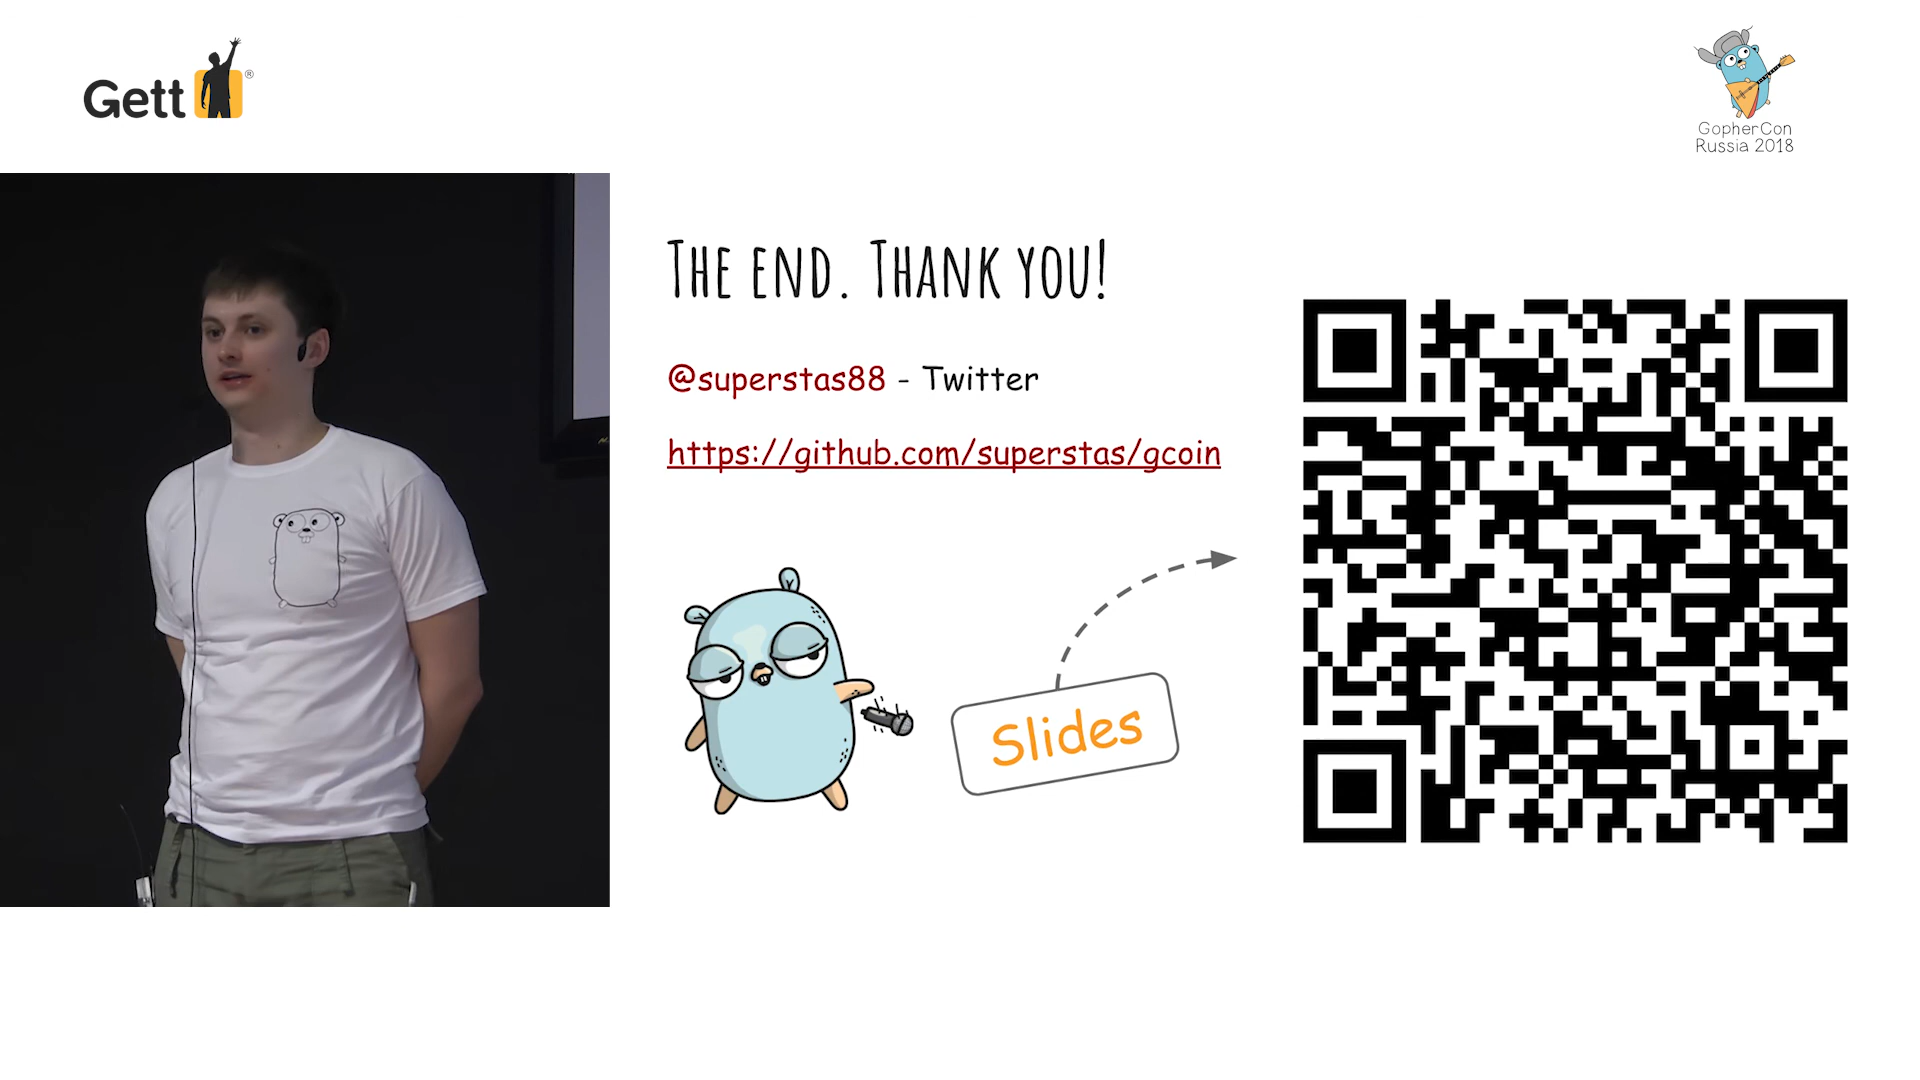 Gett®
GopherCon
Russia 2018
The end. Thank you!
@superstas88 - Twitter
https://github.com/superstas/gcoin
Slides